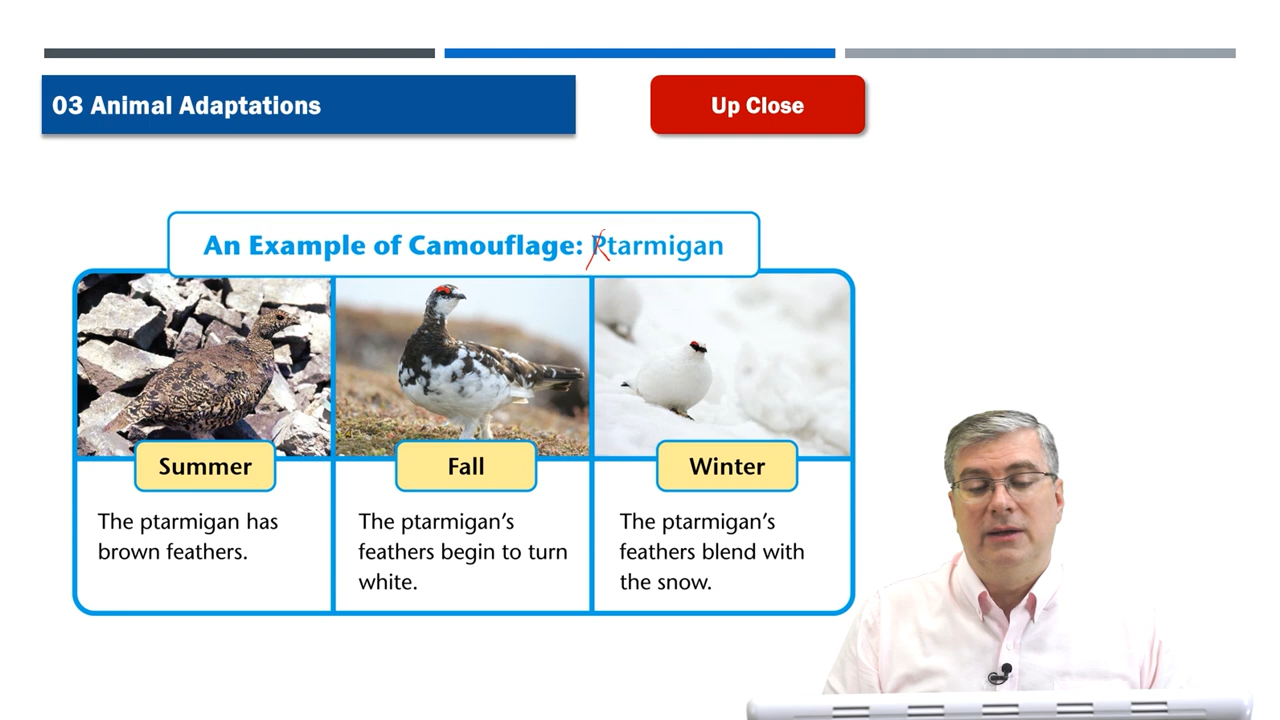 03 Animal Adaptations
Up Close
An Example of Camouflage: Ptarmigan
Summer
The ptarmigan has
brown feathers.
Fall
The ptarmigan's
feathers begin to turn
white.
Winter
The ptarmigan's
feathers blend with
the snow.